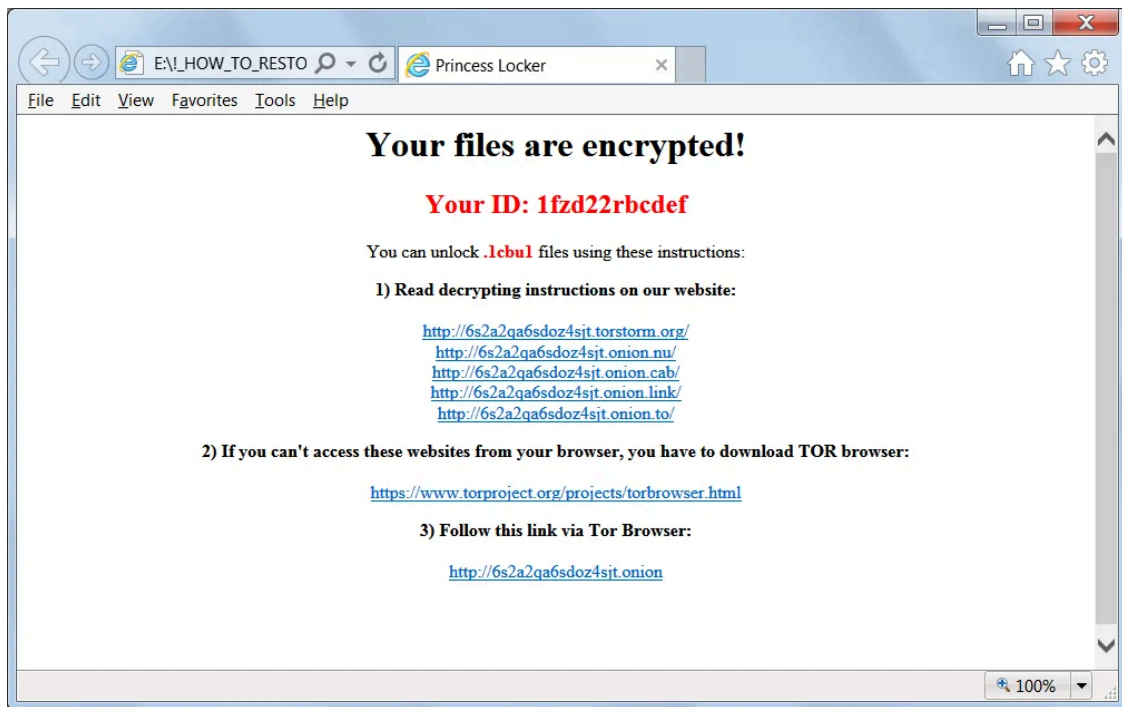 E:\!_HOW_TO_RESTO
Princess Locker
File Edit View Favorites Tools Help
Your files are encrypted!
Your ID: 1fzd22rbcdef
You can unlock .1cbu1 files using these instructions:
1) Read decrypting instructions on our website:
http://6s2a2qa6sdoz4sjt.torstorm.org/
http://6s2a2qa6sdoz4sjt.onion.nu/
http://6s2a2qa6sdoz4sjt.onion.cab/
http://6s2a2qa6sdoz4sjt.onion.link/
http://6s2a2qa6sdoz4sjt.onion.to/
2) If you can't access these websites from your browser, you have to download TOR browser:
https://www.torproject.org/projects/torbrowser.html
3) Follow this link via Tor Browser:
http://6s2a2qa6sdoz4sjt.onion
100%